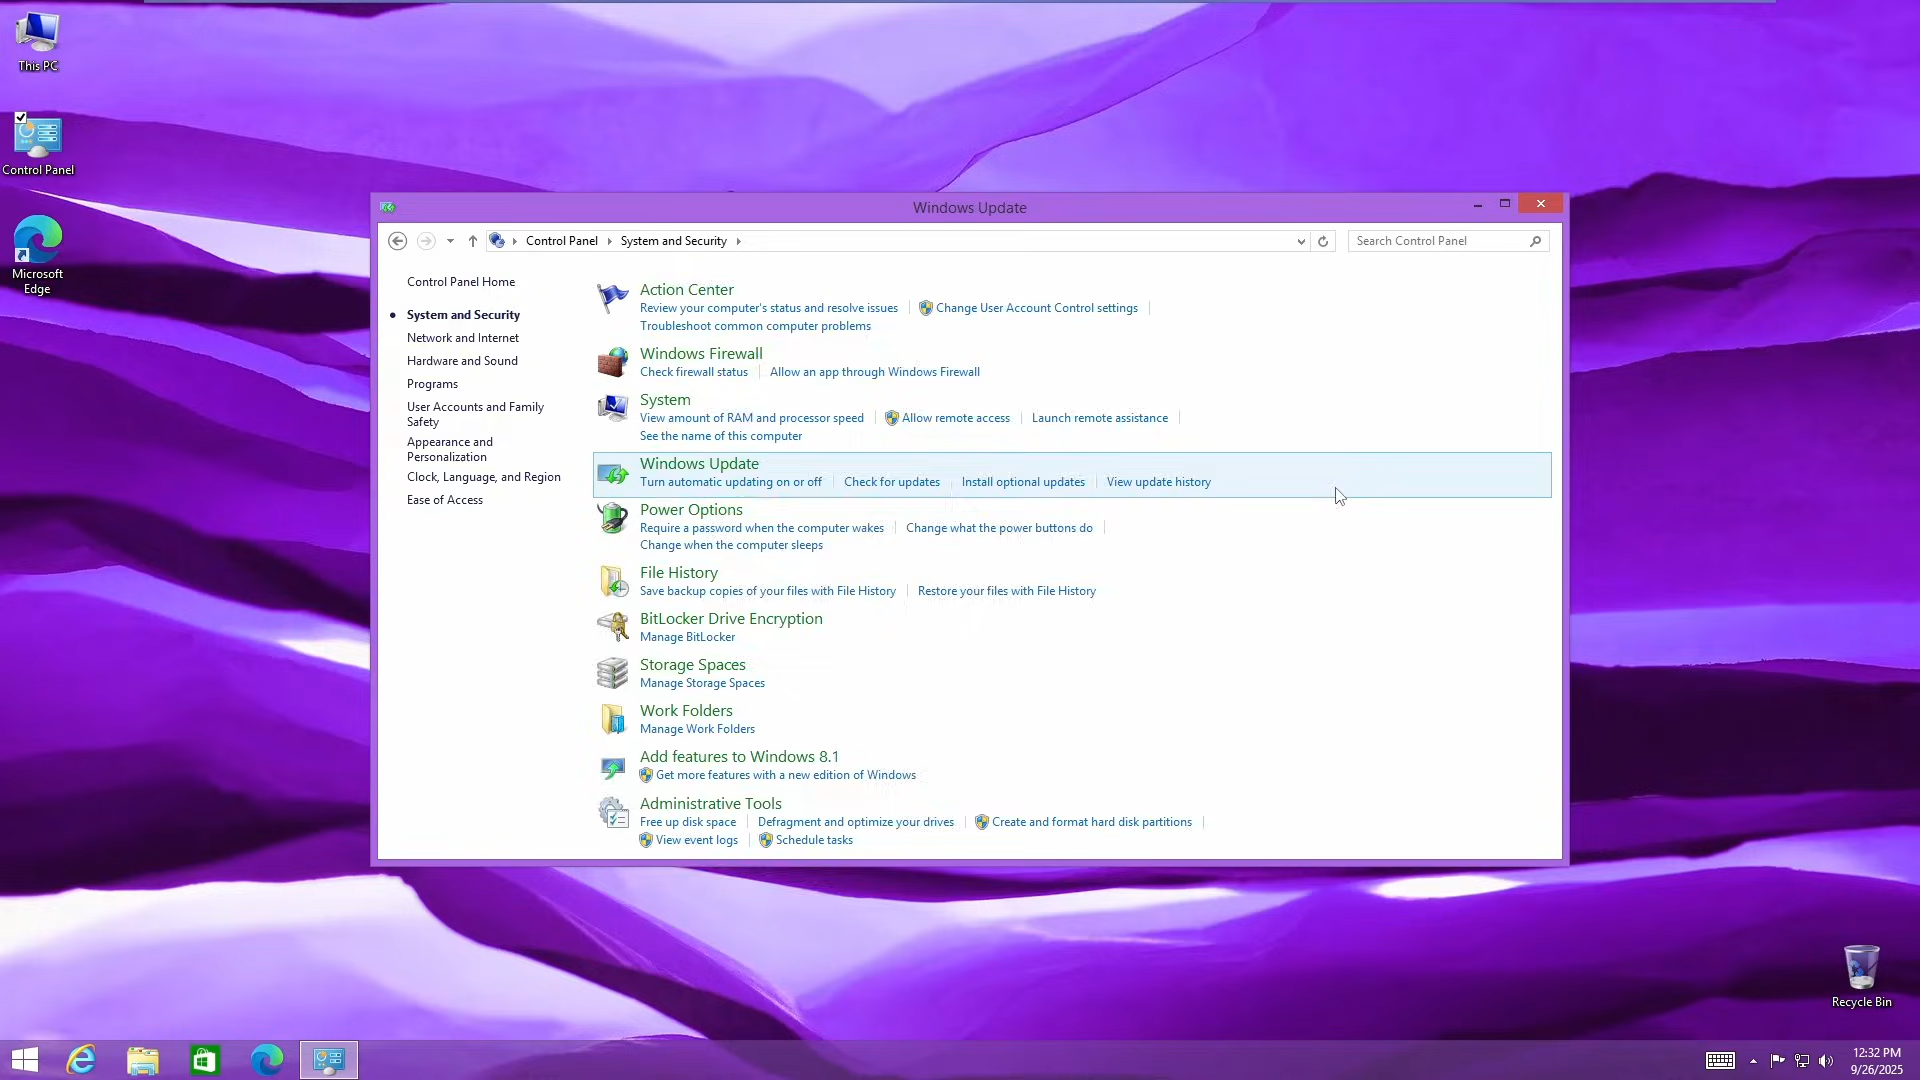 This PC
Control Panel
Microsoft
Edge
Windows Update
Control Panel
System and Security
Search Control Panel
Control Panel Home
System and Security
Network and Internet
Hardware and Sound
Programs
User Accounts and Family
Safety
Appearance and
Personalization
Clock, Language, and Region
Ease of Access
Action Center
Review your computer's status and resolve issues Change User Account Control settings
Troubleshoot common computer problems
Windows Firewall
Check firewall status Allow an app through Windows Firewall
System
View amount of RAM and processor speed Allow remote access Launch remote assistance
See the name of this computer
Windows Update
Turn automatic updating on or off Check for updates Install optional updates View update history
Power Options
Require a password when the computer wakes Change what the power buttons do
Change when the computer sleeps
File History
Save backup copies of your files with File History Restore your files with File History
BitLocker Drive Encryption
Manage BitLocker
Storage Spaces
Manage Storage Spaces
Work Folders
Manage Work Folders
Add features to Windows 8.1
Get more features with a new edition of Windows
Administrative Tools
Free up disk space Defragment and optimize your drives Create and format hard disk partitions
View event logs Schedule tasks
Recycle Bin
12:32 PM
9/26/2025